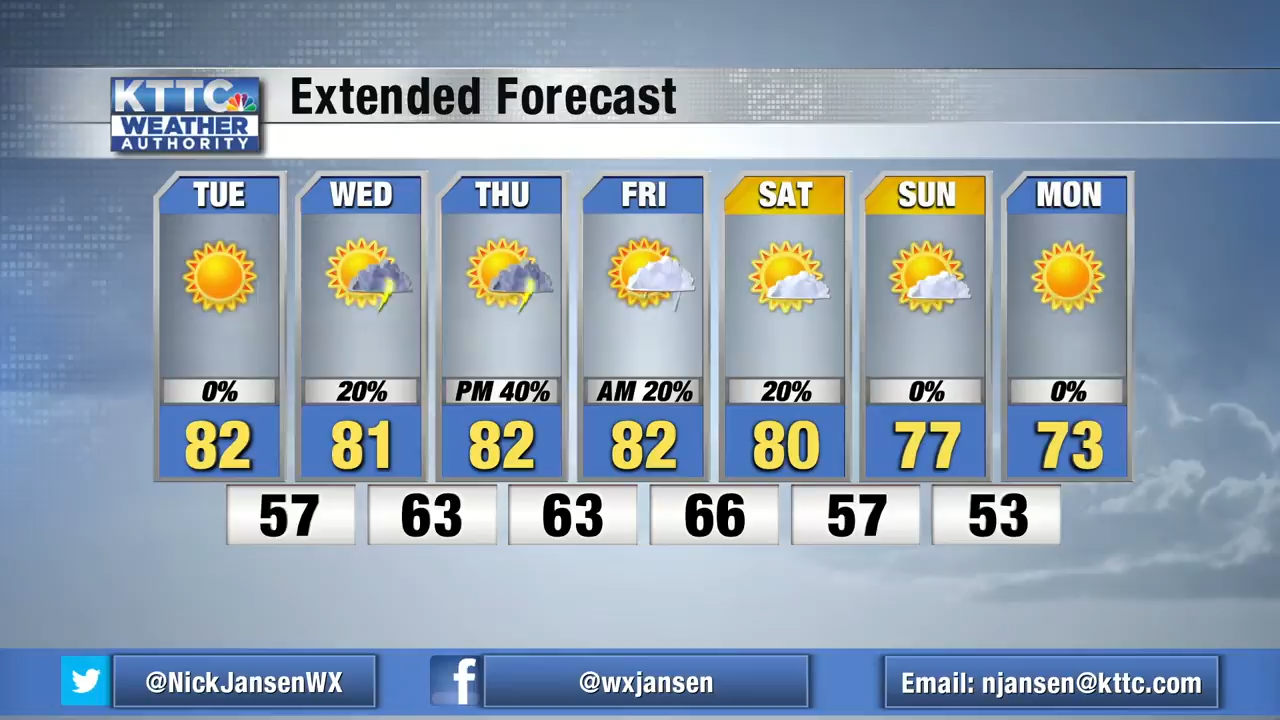 KTTC
WEATHER
AUTHORITY
Extended Forecast
TUE WED THU FRI SAT SUN MON
0% 20% PM 40% AM 20% 20% 0% 0%
82 81 82 82 80 77 73
57 63 63 66 57 53
@NickJansenWX @wxjansen Email: njansen@kttc.com